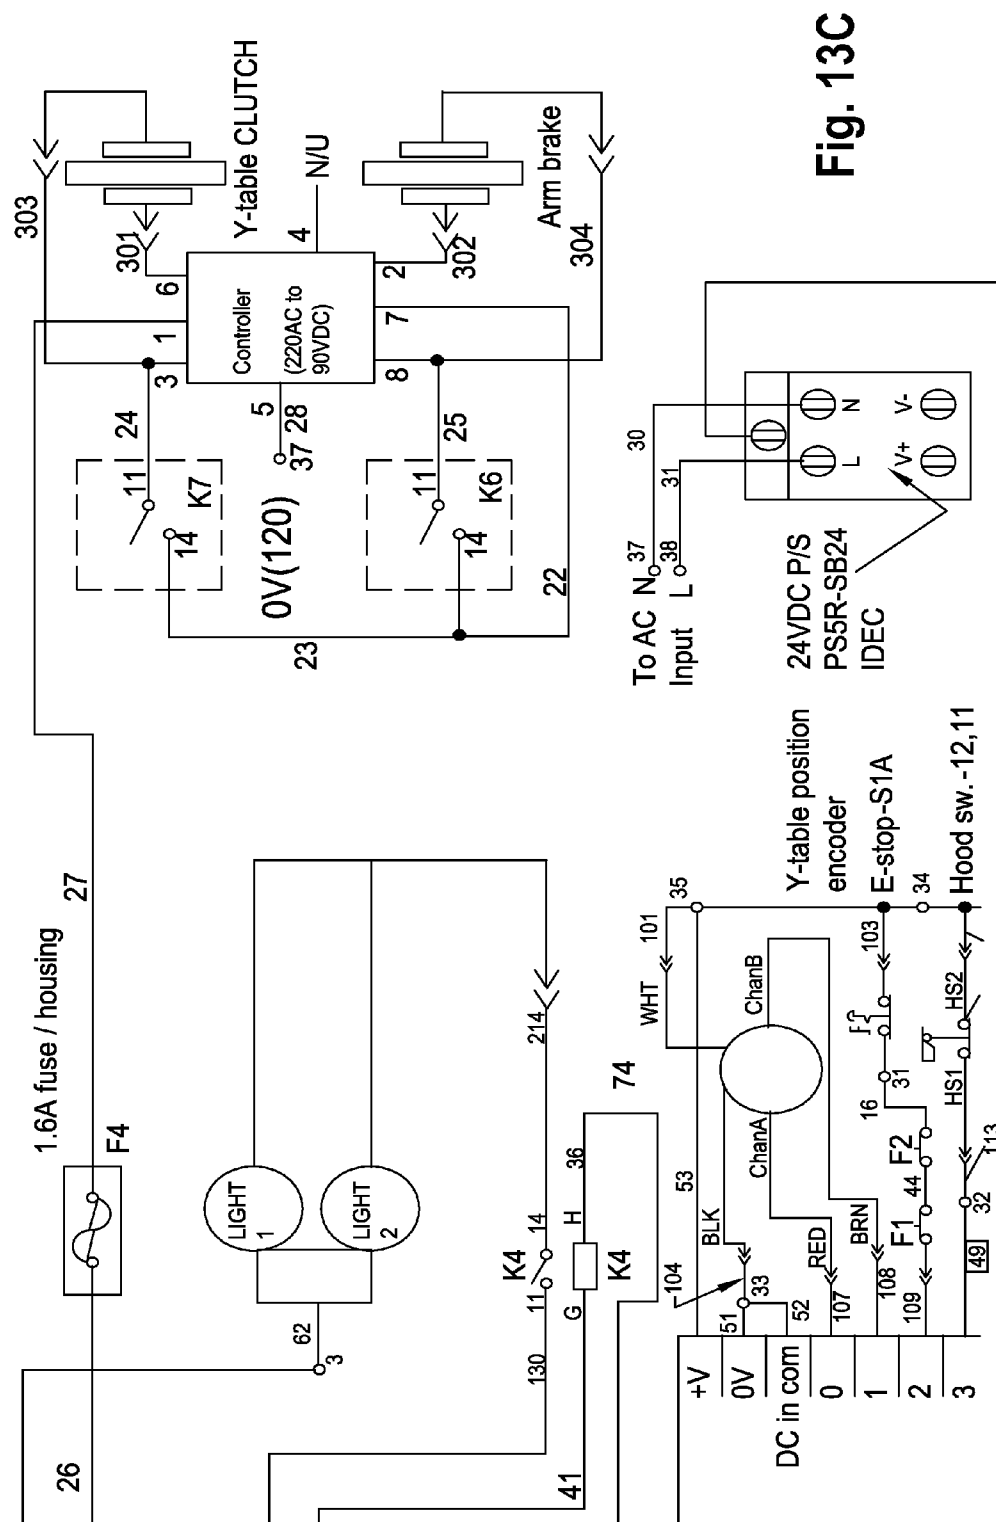 26
27
1.6A fuse / housing
F4
303
301
Y-table CLUTCH
6
1
3
4
N/U
Controller
(220AC to
90VDC)
24
5
28
37
0V(120)
11
14
K7
2
302
7
8
Arm brake
304
25
11
14
K6
22
23
LIGHT
1
LIGHT
2
62
3
130
11
K4
14
214
41
G
K4
H
36
74
To AC
Input
N
37
30
L
38
31
24VDC P/S
PS5R-SB24
IDEC
L
N
V+
V-
Fig. 13C
+V
0V
DC in com
0
1
2
3
53
35
101
WHT
104
51
33
52
BLK
ChanA
ChanB
107
RED
108
BRN
Y-table position
encoder
109
F1
44
F2
16
31
103
E-stop-S1A
34
49
32
113
HS1
HS2
Hood sw. -12,11